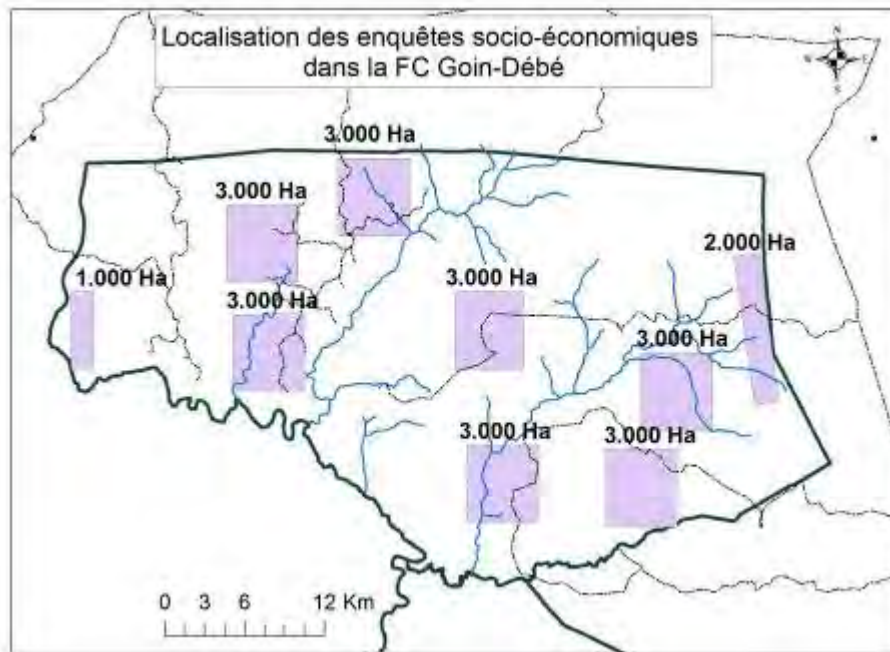 Localisation des enquêtes socio-économiques
dans la FC Goin-Débé
N
W E
S
3.000 Ha
3.000 Ha
2.000 Ha
1.000 Ha
3.000 Ha
3.000 Ha
3.000 Ha
3.000 Ha
3.000 Ha
0 3 6 12 Km